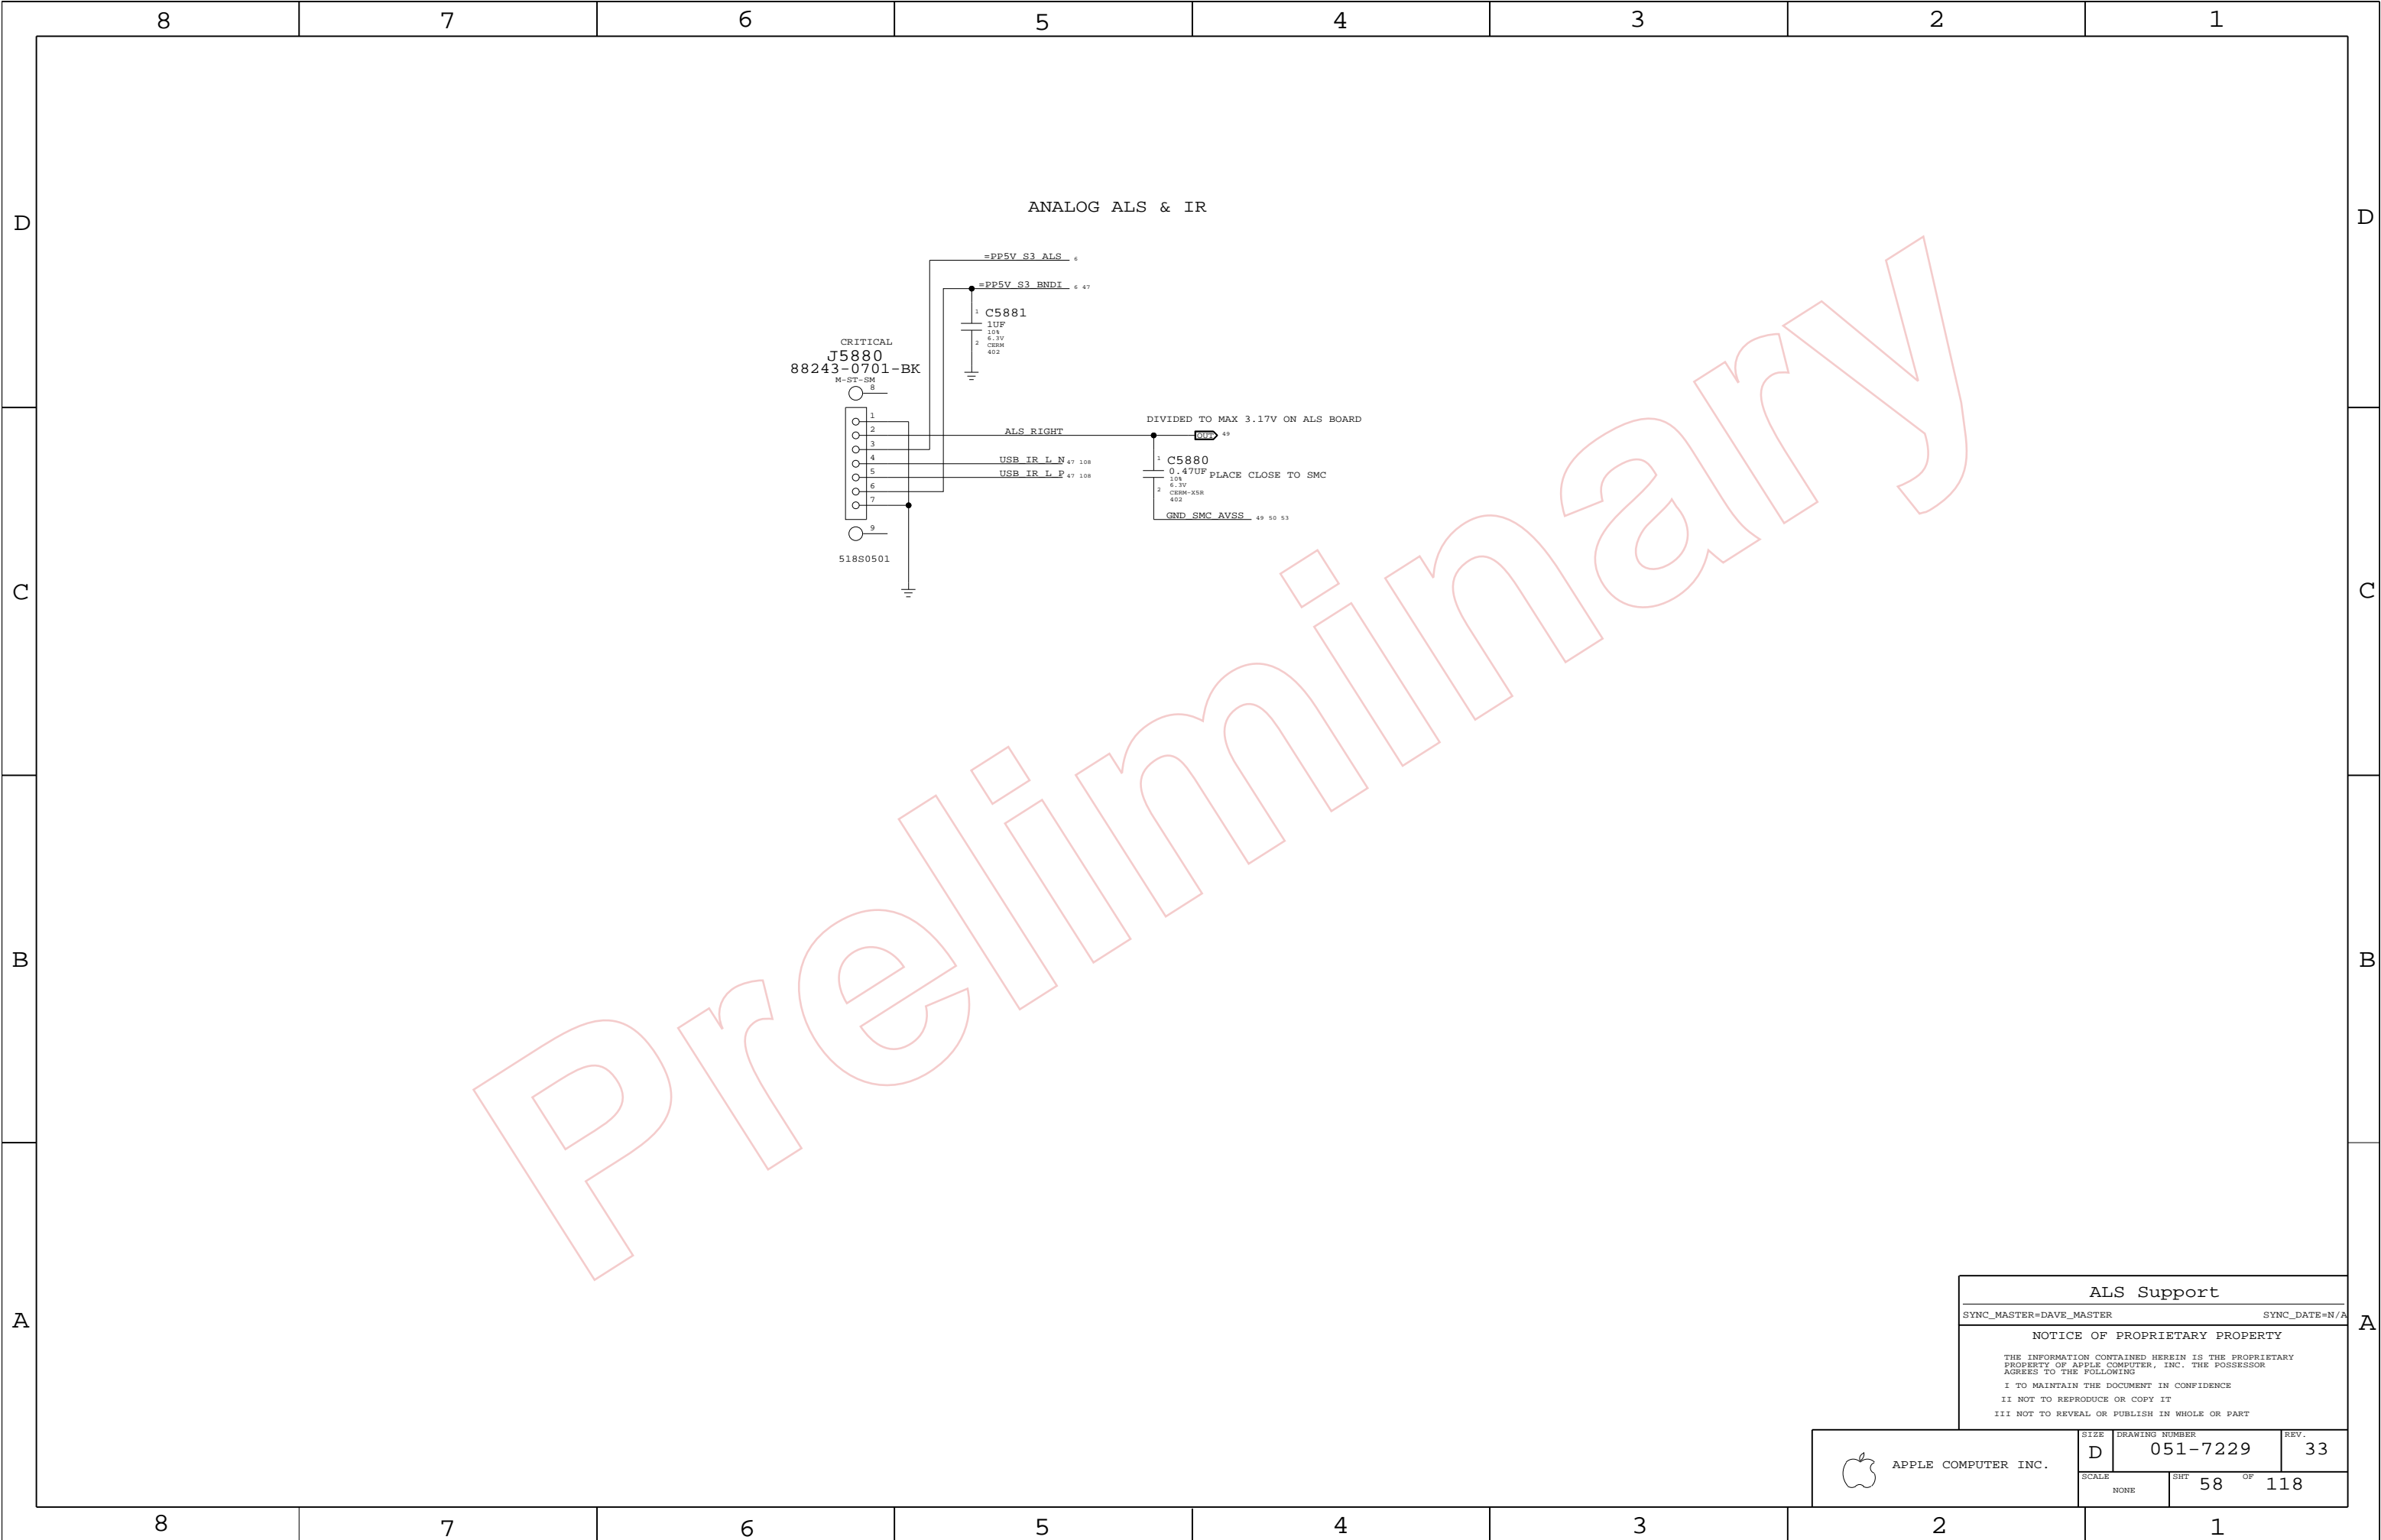 8 7 6 5 4 3 2 1
D
D
ANALOG ALS & IR
=PP5V_S3_ALS 6
=PP5V_S3_BNDI 6 47
1 C5881
1UF
10%
6.3V
2 CERM
402
CRITICAL
J5880
88243-0701-BK
M-ST-SM
8
1
2
3
4
5
6
7
9
518S0501
DIVIDED TO MAX 3.17V ON ALS BOARD
ALS_RIGHT
OUT 49
USB_IR_L_N 47 108
USB_IR_L_P 47 108
1 C5880
0.47UF PLACE CLOSE TO SMC
10%
6.3V
2 CERM-X5R
402
GND_SMC_AVSS 49 50 53
C
C
Preliminary
B
B
A
A
ALS Support
SYNC_MASTER=DAVE_MASTER SYNC_DATE=N/A
NOTICE OF PROPRIETARY PROPERTY
THE INFORMATION CONTAINED HEREIN IS THE PROPRIETARY
PROPERTY OF APPLE COMPUTER, INC. THE POSSESSOR
AGREES TO THE FOLLOWING
I TO MAINTAIN THE DOCUMENT IN CONFIDENCE
II NOT TO REPRODUCE OR COPY IT
III NOT TO REVEAL OR PUBLISH IN WHOLE OR PART
APPLE COMPUTER INC.
SIZE DRAWING NUMBER REV.
D 051-7229 33
SCALE SHT OF
NONE 58 118
8 7 6 5 4 3 2 1